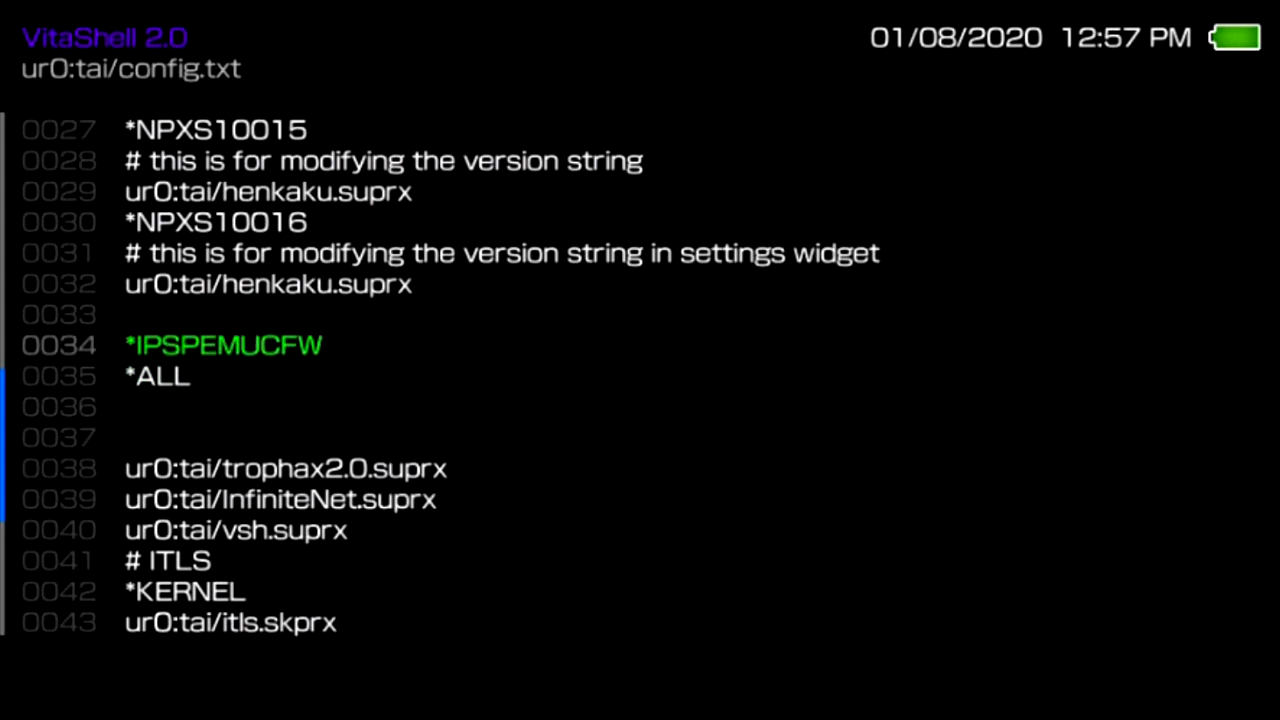 VitaShell 2.0
01/08/2020 12:57 PM
ur0:tai/config.txt
0027 *NPXS10015
0028 # this is for modifying the version string
0029 ur0:tai/henkaku.suprx
0030 *NPXS10016
0031 # this is for modifying the version string in settings widget
0032 ur0:tai/henkaku.suprx
0033
0034 *IPSPEMUCFW
0035 *ALL
0036
0037
0038 ur0:tai/trophax2.0.suprx
0039 ur0:tai/InfiniteNet.suprx
0040 ur0:tai/vsh.suprx
0041 # ITLS
0042 *KERNEL
0043 ur0:tai/itls.skprx